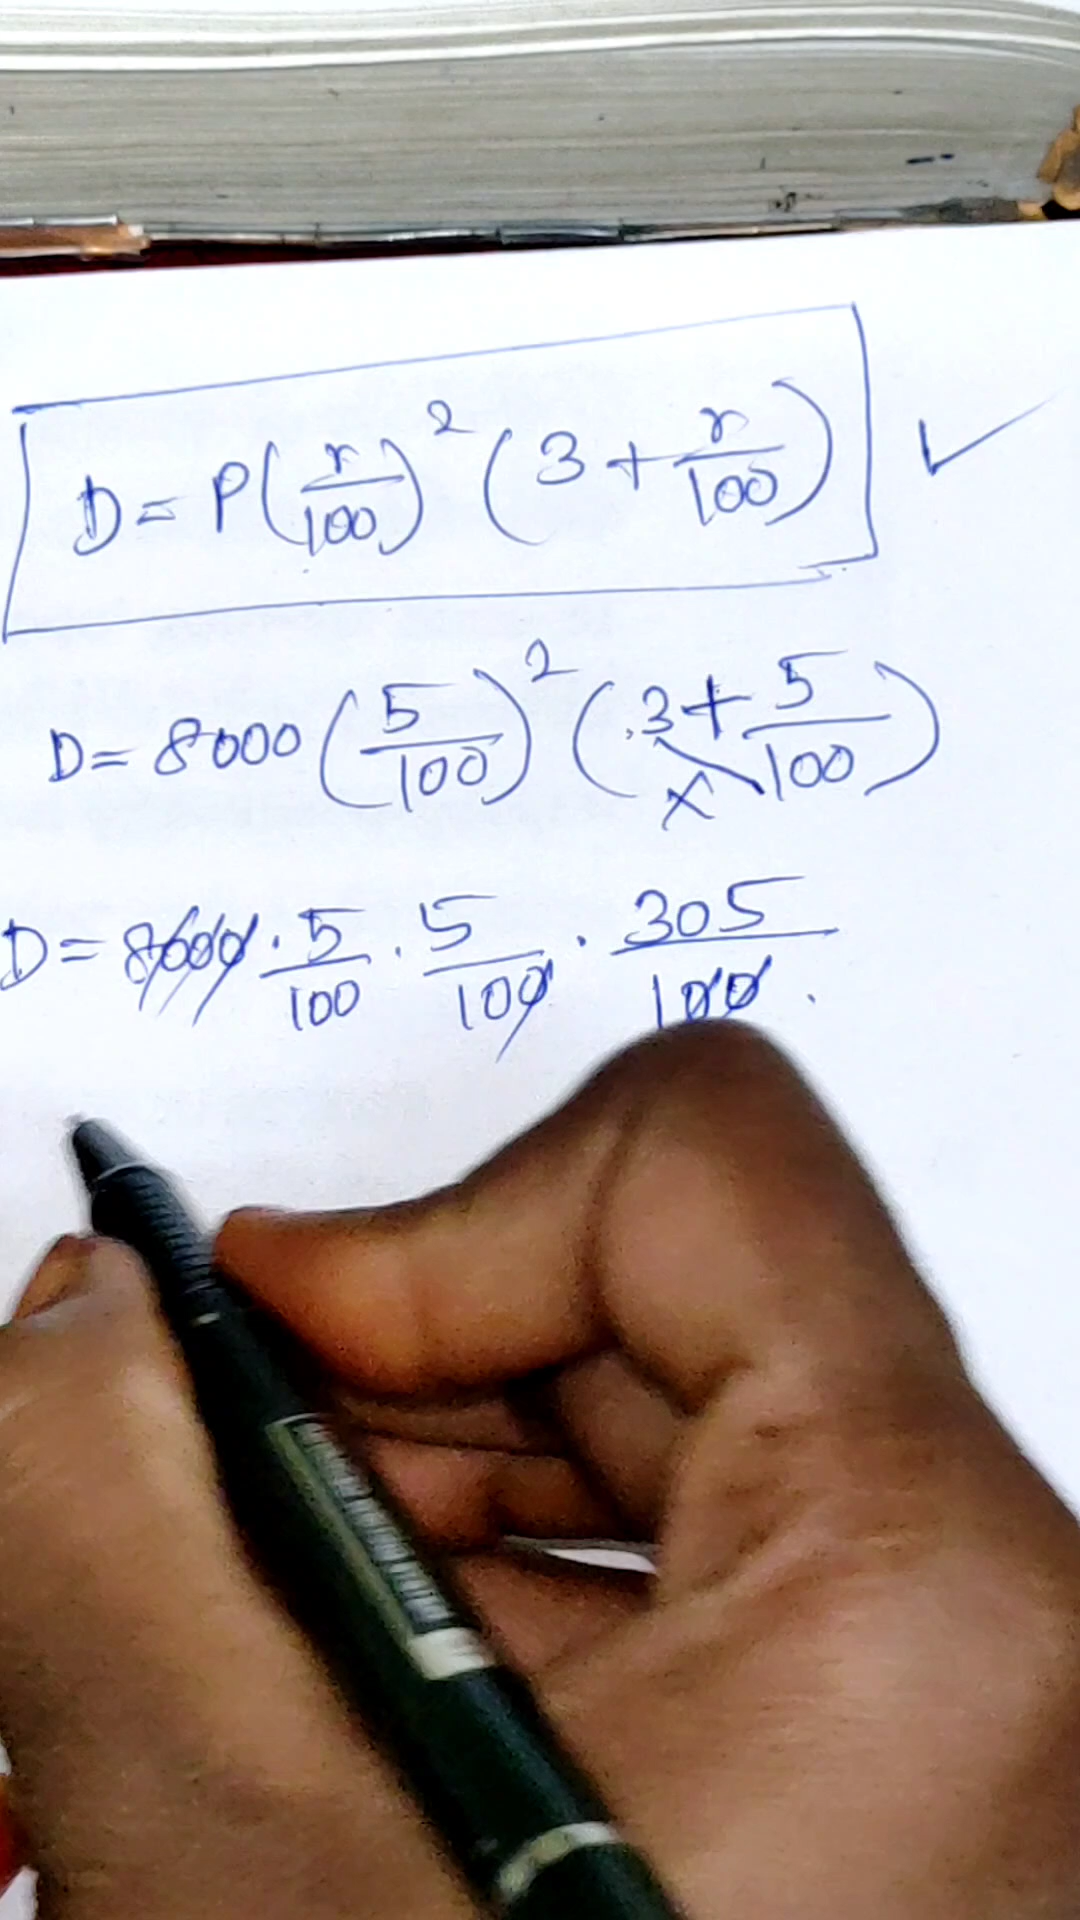 D = P(r/100)² (3 + r/100) ✓
D = 8000 (5/100)² (3 + 5/100)
D = 8000 · 5/100 · 5/100 · 305/100